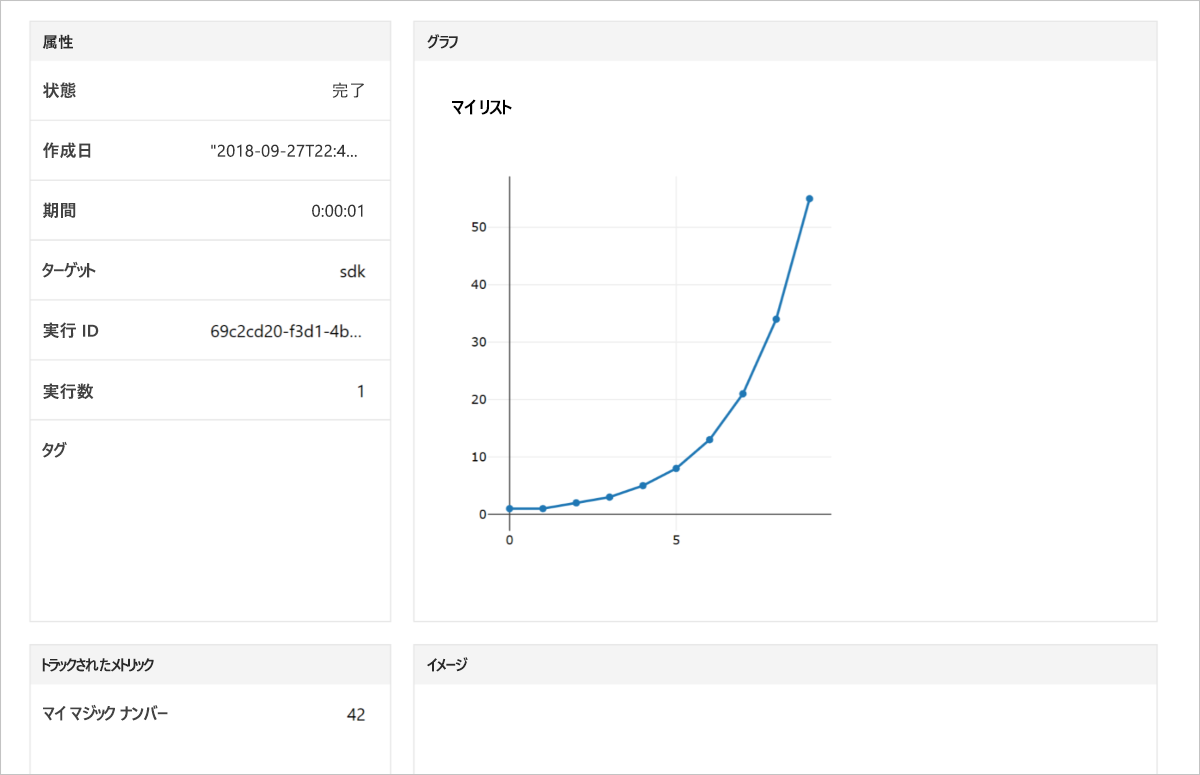 属性
状態 完了
作成日 "2018-09-27T22:4...
期間 0:00:01
ターゲット sdk
実行 ID 69c2cd20-f3d1-4b...
実行数 1
タグ
グラフ
マイ リスト
50
40
30
20
10
0
0 5
トラックされたメトリック
マイ マジック ナンバー 42
イメージ